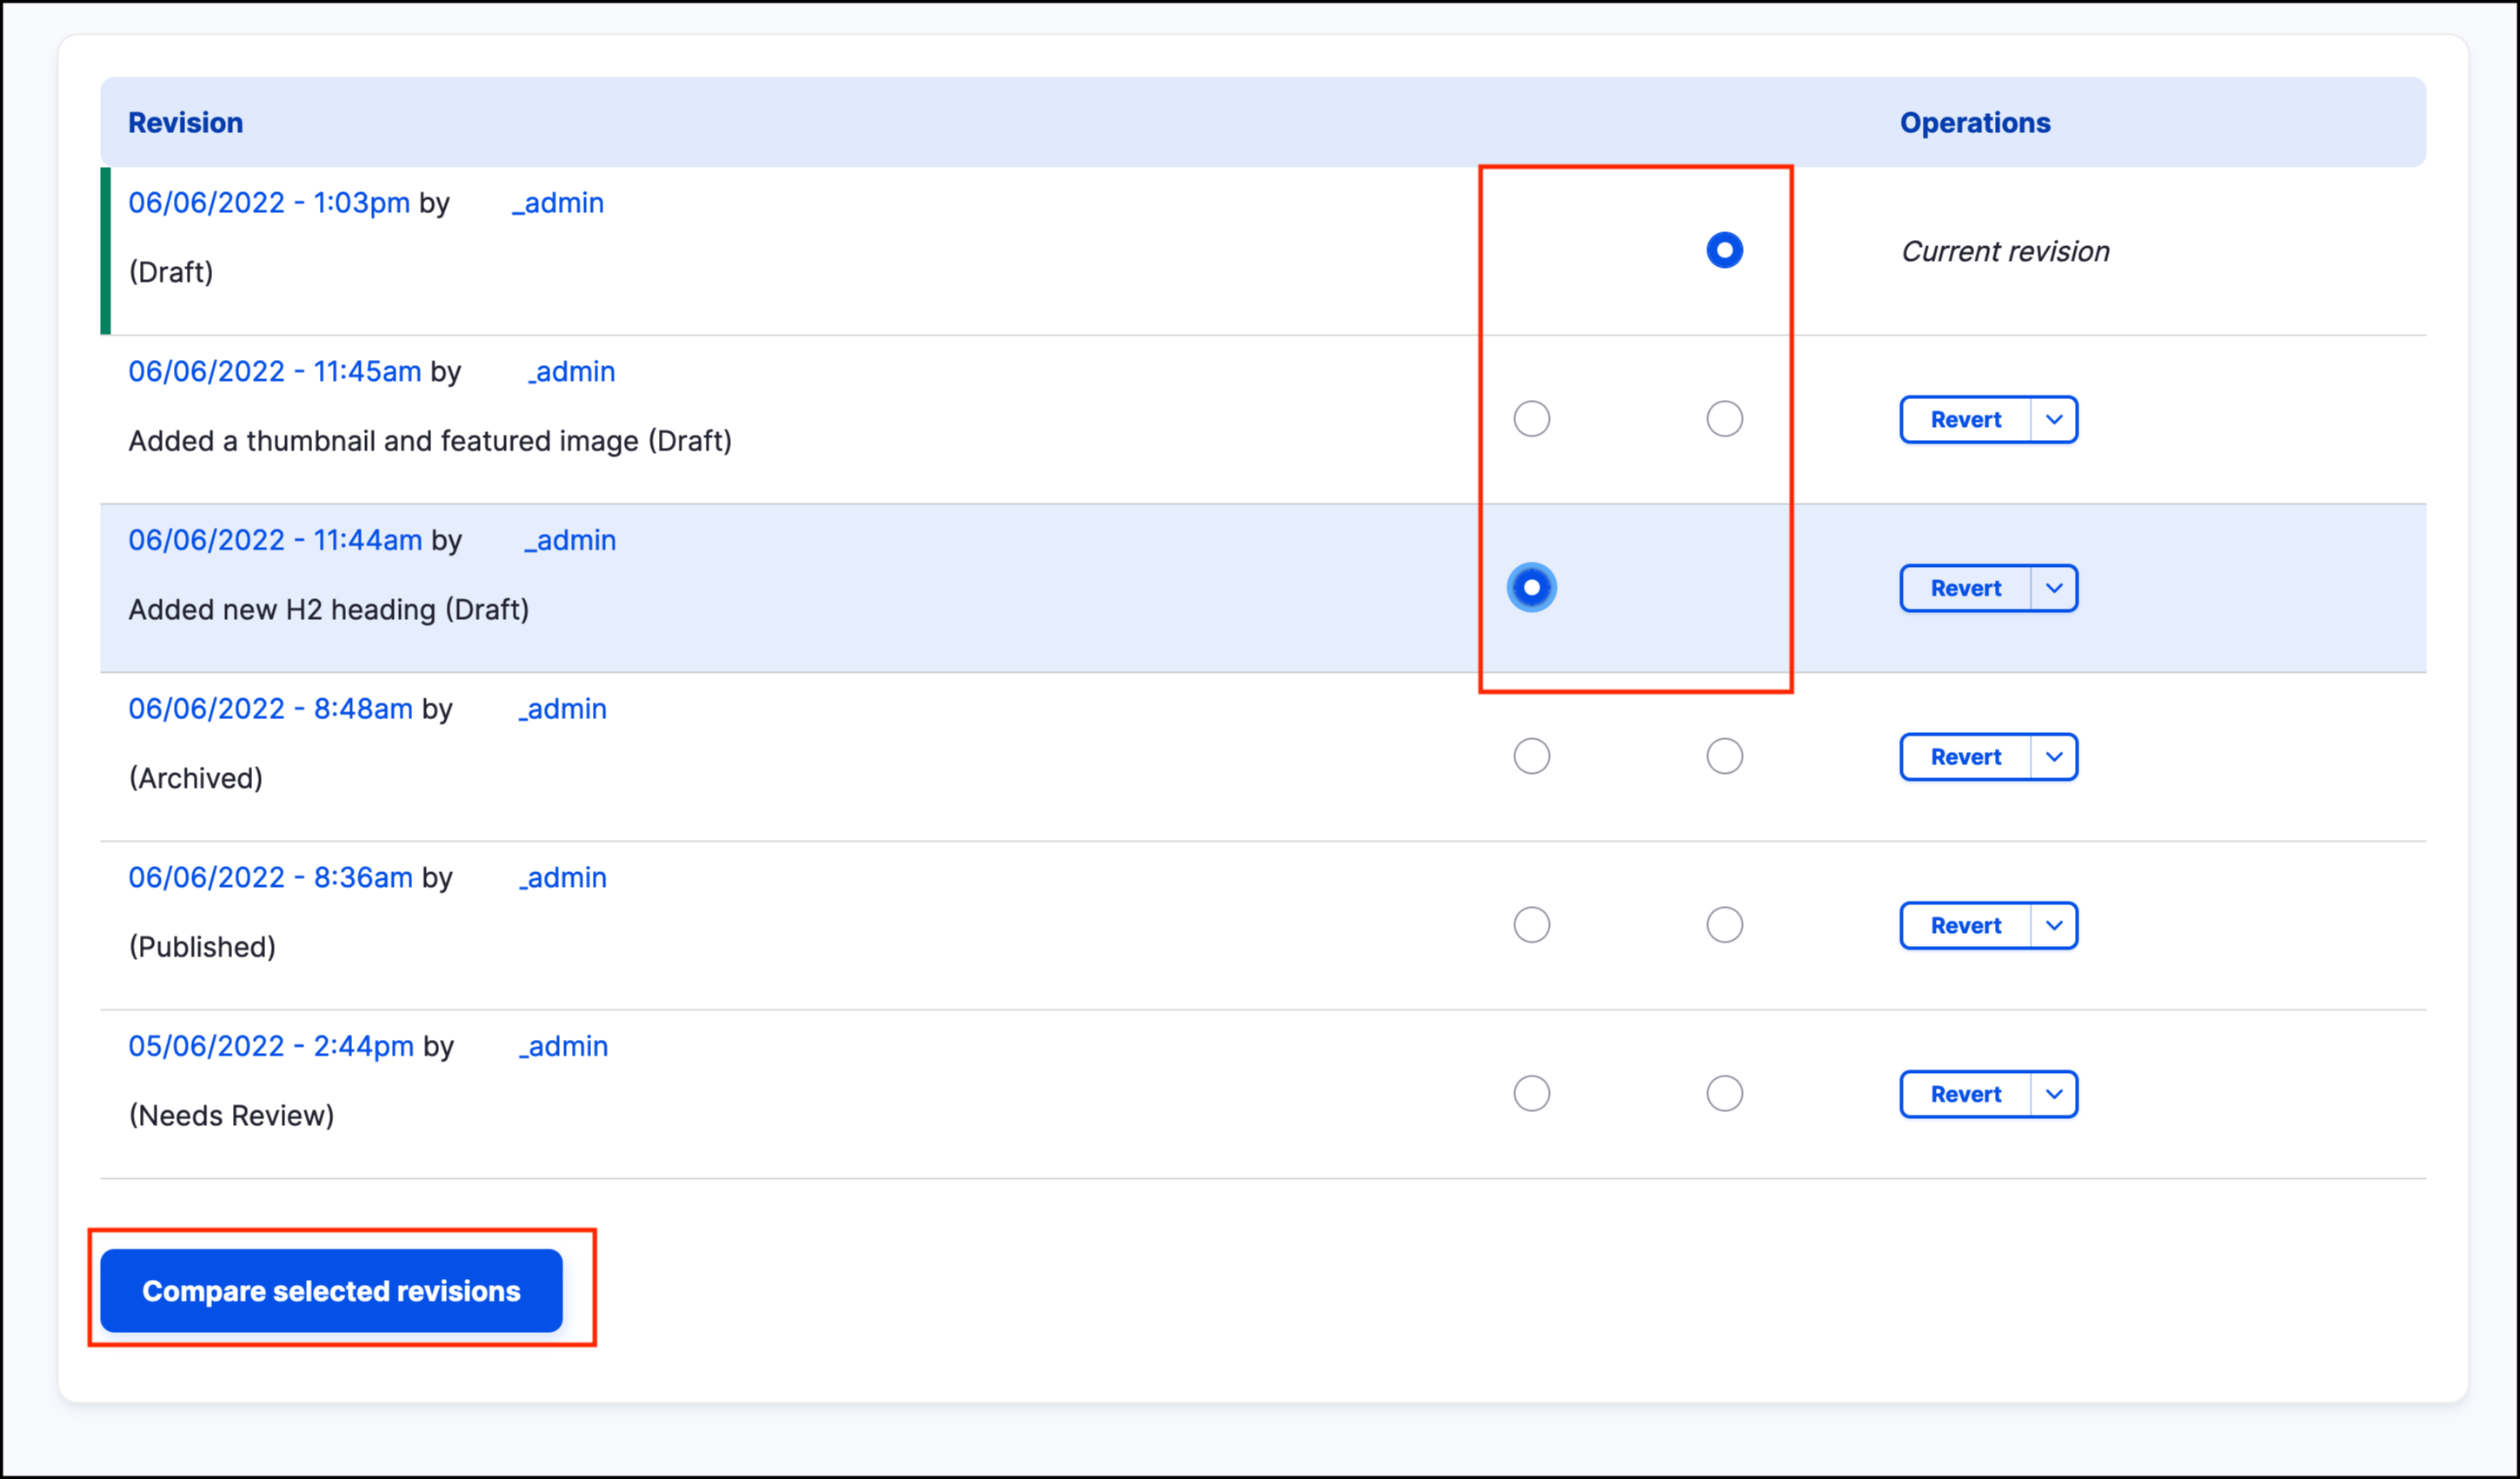 Revision Operations
06/06/2022 - 1:03pm by _admin
(Draft)
Current revision
06/06/2022 - 11:45am by _admin
Added a thumbnail and featured image (Draft)
Revert
06/06/2022 - 11:44am by _admin
Added new H2 heading (Draft)
Revert
06/06/2022 - 8:48am by _admin
(Archived)
Revert
06/06/2022 - 8:36am by _admin
(Published)
Revert
05/06/2022 - 2:44pm by _admin
(Needs Review)
Revert
Compare selected revisions